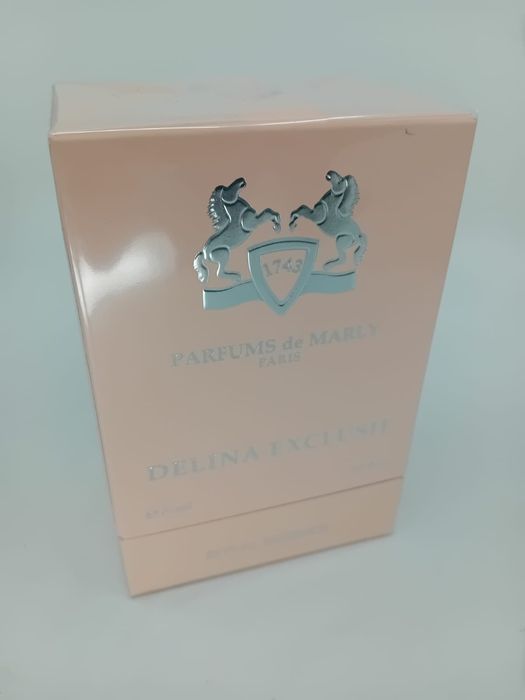 1743
PARFUMS de MARLY
PARIS
DELINA EXCLUSIF